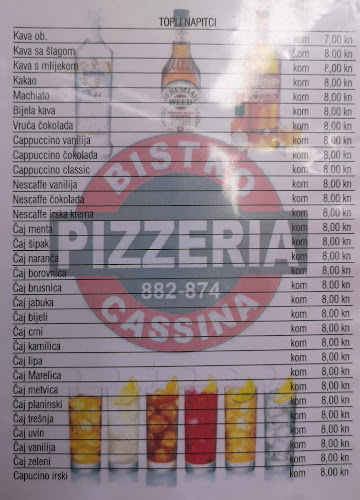 TOPLI NAPITCI
Kava ob. kom 7,00 kn
Kava sa šlagom kom 8,00 kn
Kava s mlijekom kom 8,00 kn
Kakao kom 8,00 kn
Machiato kom 8,00 kn
Bijela kava kom 8,00 kn
Vruča čokolada kom 8,00 kn
Cappuccino vanilija kom 8,00 kn
Cappuccino čokolada kom 8,00 kn
Cappuccino classic kom 8,00 kn
Nescaffe vanilija kom 8,00 kn
Nescaffe čokolada kom 8,00 kn
Nescaffe irska krema kom 8,00 kn
Čaj menta kom 8,00 kn
Čaj šipak kom 8,00 kn
Čaj naranča kom 8,00 kn
Čaj borovnica kom 8,00 kn
Čaj brusnica kom 8,00 kn
Čaj jabuka kom 8,00 kn
Čaj bijeli kom 8,00 kn
Čaj crni kom 8,00 kn
Čaj kamilica kom 8,00 kn
Čaj lipa kom 8,00 kn
Čaj Marelica kom 8,00 kn
Čaj metvica kom 8,00 kn
Čaj planinski kom 8,00 kn
Čaj trešnja kom 8,00 kn
Čaj uvin kom 8,00 kn
Čaj vanilija kom 8,00 kn
Čaj zeleni kom 8,00 kn
Capucino irski kom 8,00 kn
BISTRO
PIZZERIA
882-874
CASSINA
JEREMIAH
WEED